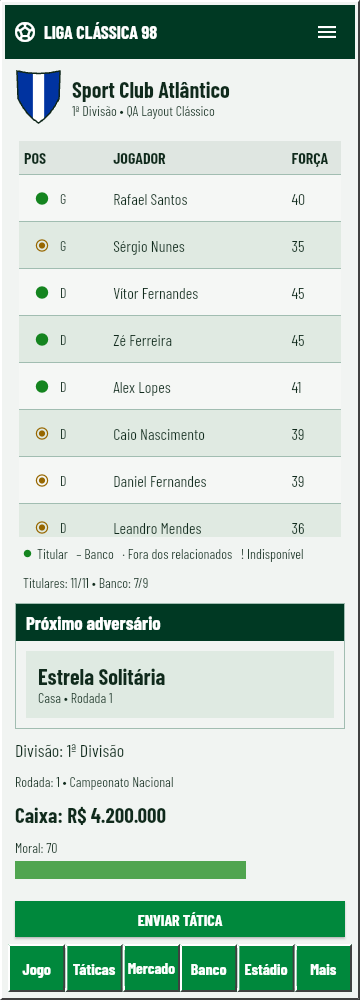 LIGA CLÁSSICA 98
Sport Club Atlântico
1ª Divisão • QA Layout Clássico
POS JOGADOR FORÇA
G Rafael Santos 40
G Sérgio Nunes 35
D Vítor Fernandes 45
D Zé Ferreira 45
D Alex Lopes 41
D Caio Nascimento 39
D Daniel Fernandes 39
D Leandro Mendes 36
● Titular – Banco · Fora dos relacionados ! Indisponível
Titulares: 11/11 • Banco: 7/9
Próximo adversário
Estrela Solitária
Casa • Rodada 1
Divisão: 1ª Divisão
Rodada: 1 • Campeonato Nacional
Caixa: R$ 4.200.000
Moral: 70
ENVIAR TÁTICA
Jogo Táticas Mercado Banco Estádio Mais